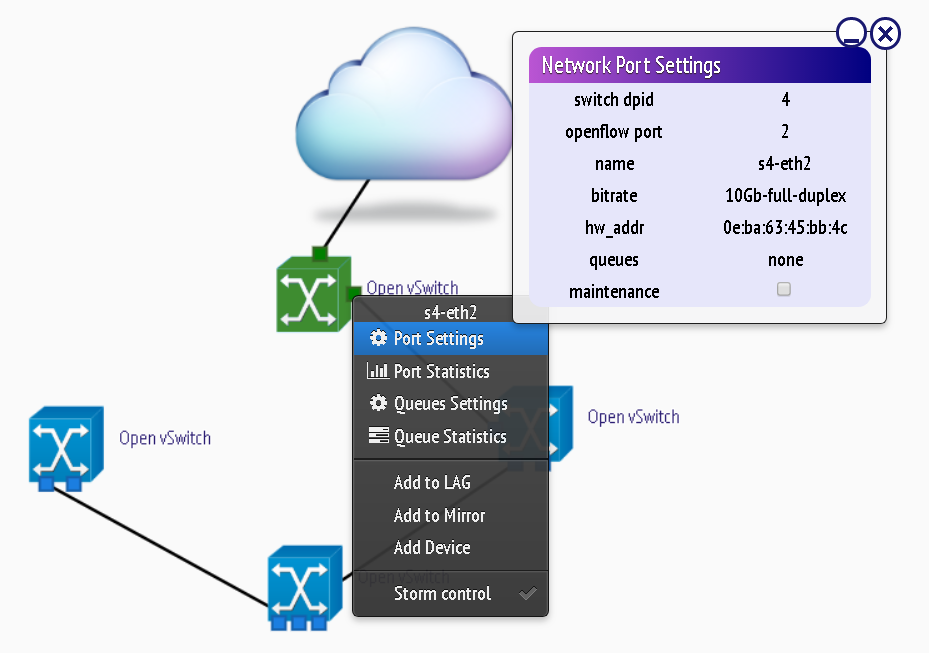 Network Port Settings
switch dpid 4
openflow port 2
name s4-eth2
bitrate 10Gb-full-duplex
hw_addr 0e:ba:63:45:bb:4c
queues none
maintenance
Open vSwitch
s4-eth2
Port Settings
Port Statistics
Queues Settings
Queue Statistics
Add to LAG
Add to Mirror
Add Device
Storm control
Open vSwitch
Open vSwitch
Open vSwitch